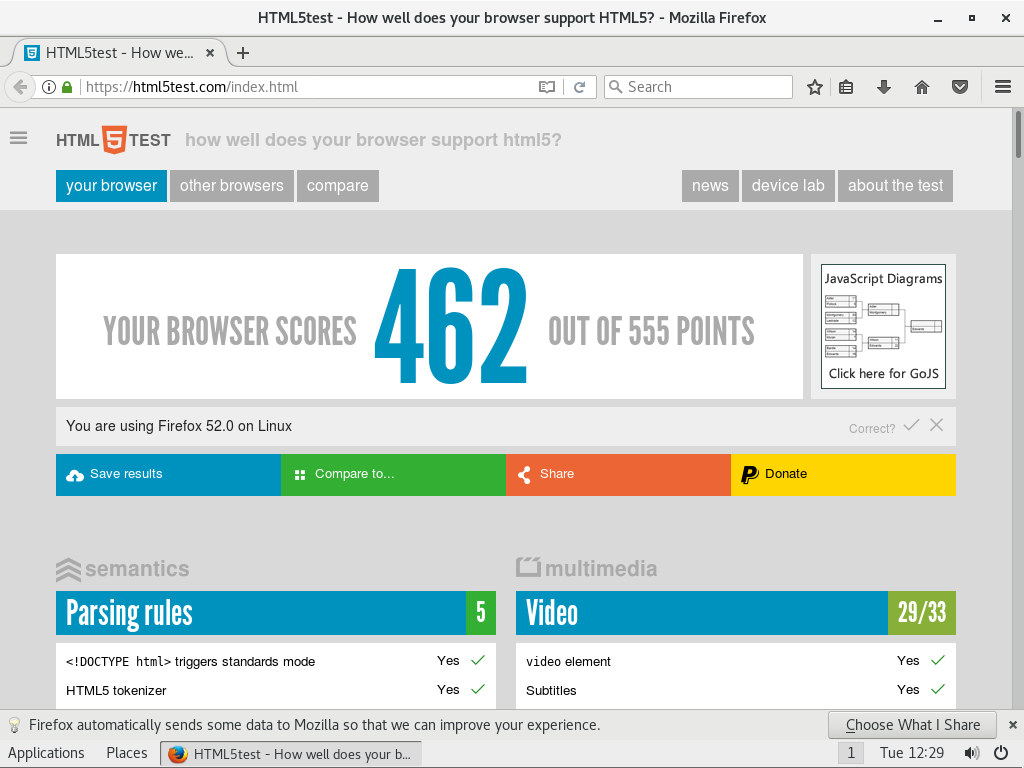 HTML5test - How well does your browser support HTML5? - Mozilla Firefox
HTML5test - How we...
https://html5test.com/index.html
Search
HTML 5 TEST how well does your browser support html5?
your browser other browsers compare news device lab about the test
YOUR BROWSER SCORES 462 OUT OF 555 POINTS
JavaScript Diagrams
Click here for GoJS
You are using Firefox 52.0 on Linux
Correct?
Save results Compare to... Share Donate
semantics
Parsing rules 5
<!DOCTYPE html> triggers standards mode Yes
HTML5 tokenizer Yes
multimedia
Video 29/33
video element Yes
Subtitles Yes
Firefox automatically sends some data to Mozilla so that we can improve your experience.
Choose What I Share
Applications Places HTML5test - How well does your b... 1 Tue 12:29